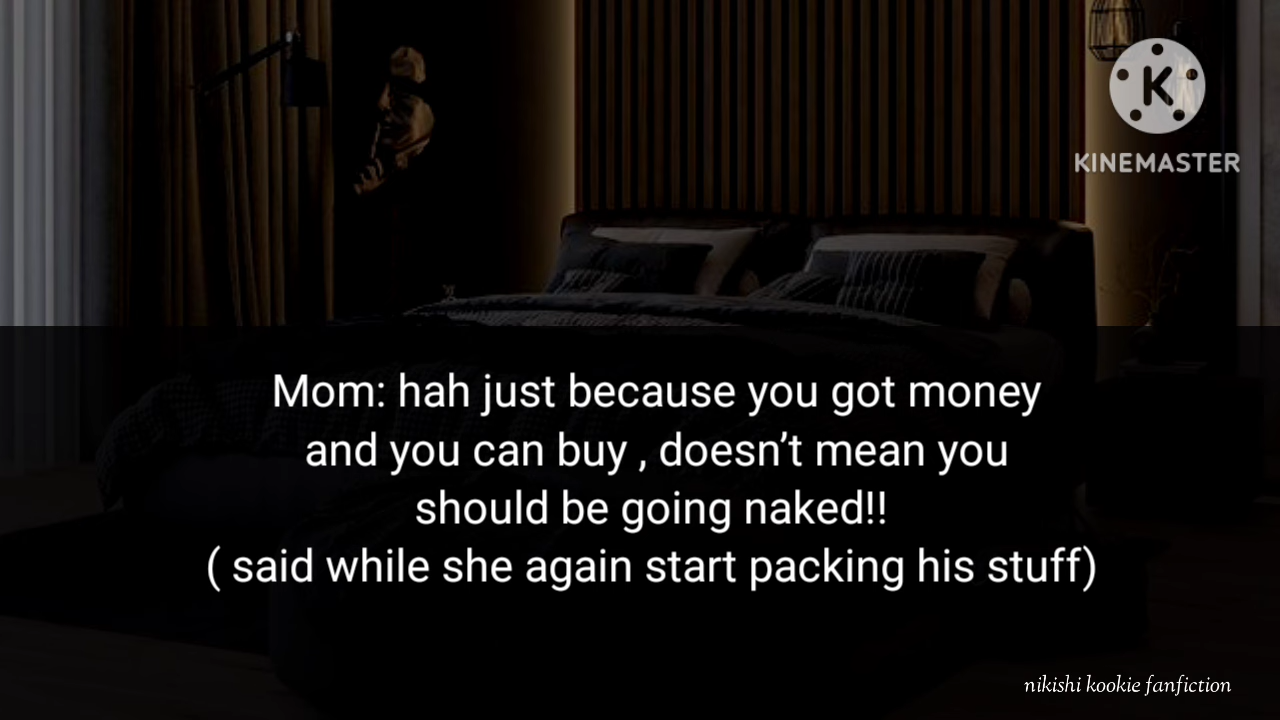 K
KINEMASTER
Mom: hah just because you got money
and you can buy , doesn’t mean you
should be going naked!!
( said while she again start packing his stuff)
nikishi kookie fanfiction